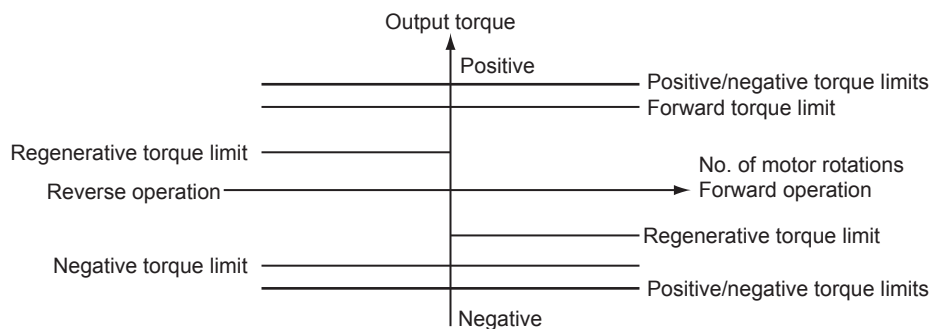 Output torque
Positive
Positive/negative torque limits
Forward torque limit
Regenerative torque limit
No. of motor rotations
Reverse operation
Forward operation
Regenerative torque limit
Negative torque limit
Positive/negative torque limits
Negative